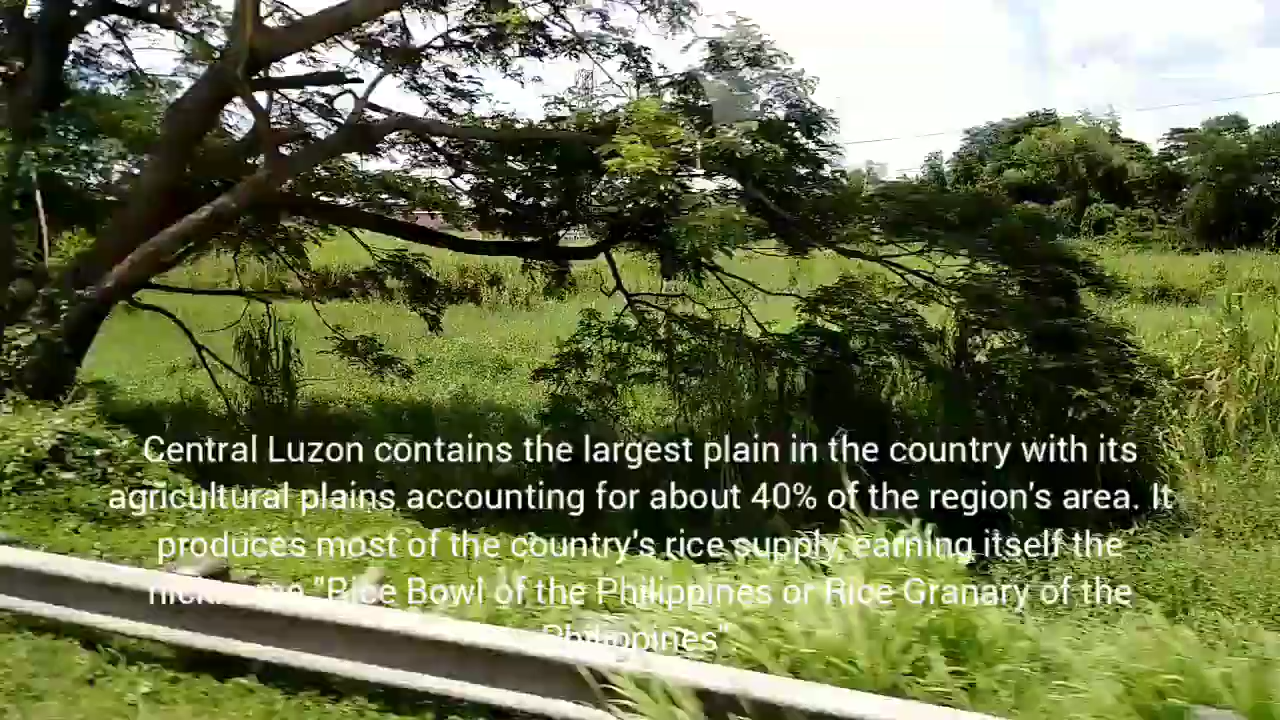 Central Luzon contains the largest plain in the country with its
agricultural plains accounting for about 40% of the region's area. It
produces most of the country's rice supply, earning itself the
nickname "Rice Bowl of the Philippines or Rice Granary of the
Philippines"